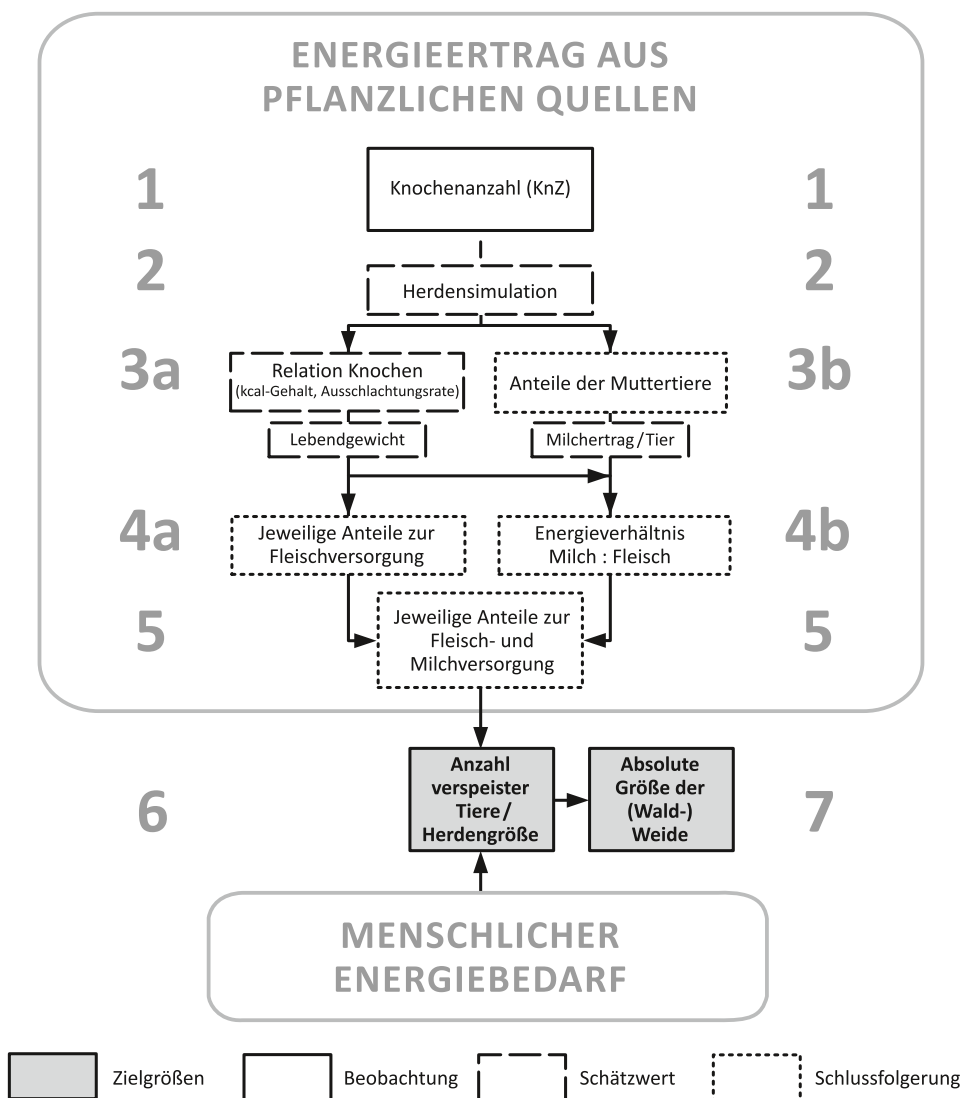 ENERGIEERTRAG AUS
PFLANZLICHEN QUELLEN
1
Knochenanzahl (KnZ)
1
2
Herdensimulation
2
3a
Relation Knochen
(kcal-Gehalt, Ausschlachtungsrate)
Anteile der Muttertiere
3b
Lebendgewicht
Milchertrag/Tier
4a
Jeweilige Anteile zur
Fleischversorgung
Energieverhältnis
Milch : Fleisch
4b
5
Jeweilige Anteile zur
Fleisch- und
Milchversorgung
5
6
Anzahl
verspeister
Tiere/
Herdengröße
Absolute
Größe der
(Wald-)
Weide
7
MENSCHLICHER
ENERGIEBEDARF
Zielgrößen
Beobachtung
Schätzwert
Schlussfolgerung